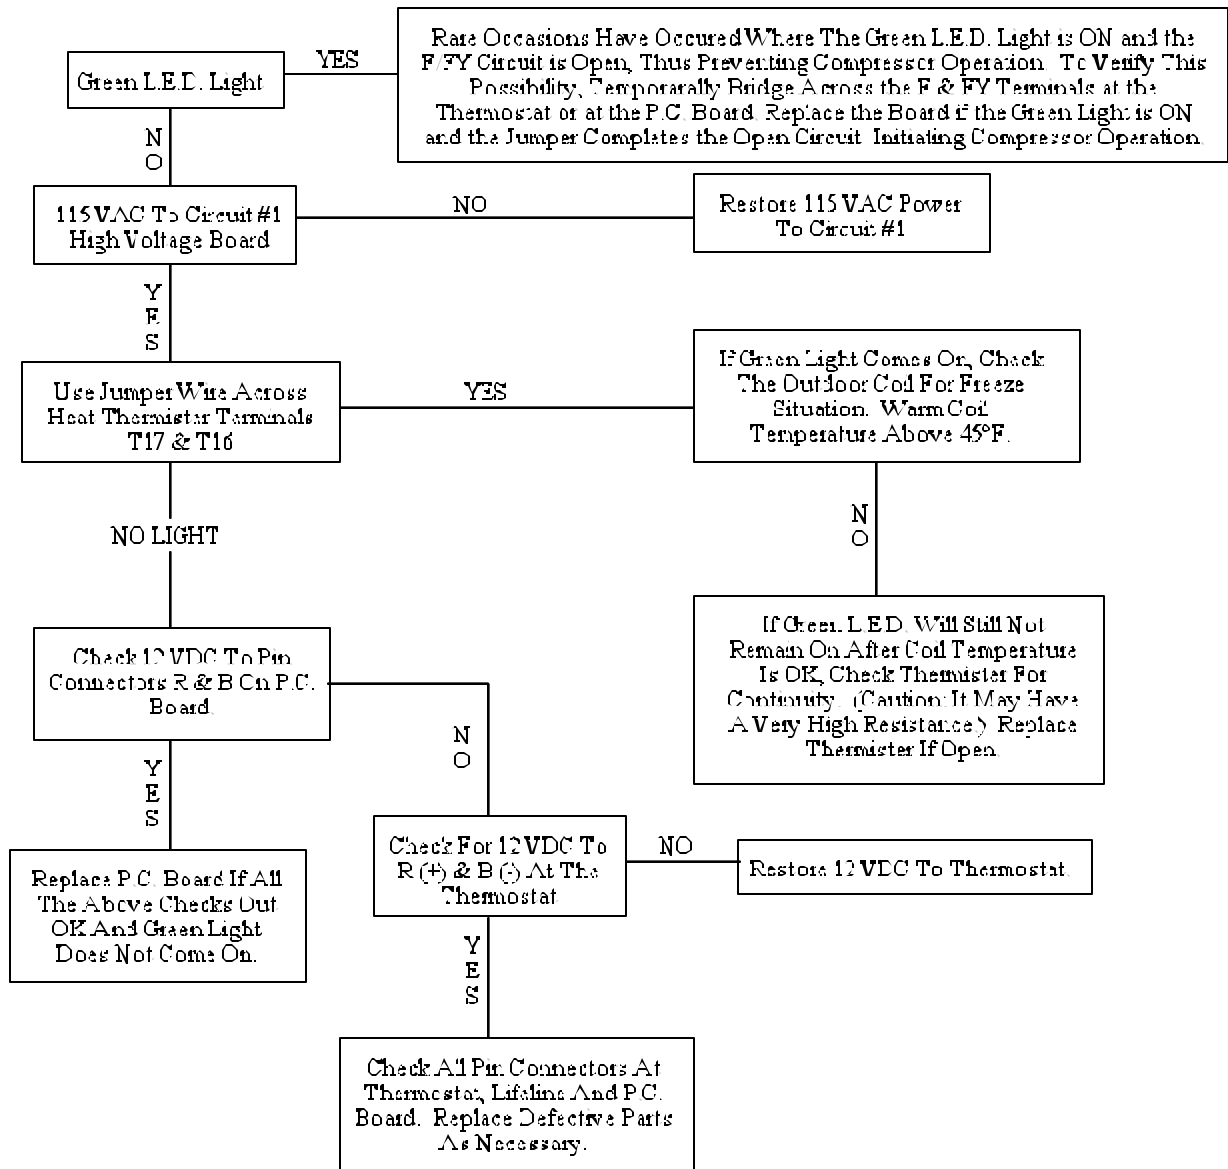 Green L.E.D. Light
YES
Rare Occasions Have Occured Where The Green L.E.D. Light is ON and the
F/FY Circuit is Open, Thus Preventing Compressor Operation. To Verify This
Possibility, Temporarally Bridge Across the F & FY Terminals at the
Thermostat or at the P.C. Board. Replace the Board if the Green Light is ON
and the Jumper Completes the Open Circuit Initiating Compressor Operation.
N
O
115 VAC To Circuit #1
High Voltage Board
NO
Restore 115 VAC Power
To Circuit #1
Y
E
S
Use Jumper Wire Across
Heat Thermister Terminals
T17 & T16
YES
If Green Light Comes On, Check
The Outdoor Coil For Freeze
Situation. Warm Coil
Temperature Above 45°F.
NO LIGHT
N
O
If Green L.E.D. Will Still Not
Remain On After Coil Temperature
Is OK, Check Thermister For
Continuity. (Caution: It May Have
A Very High Resistance.) Replace
Thermister If Open.
Check 12 VDC To Pin
Connectors R & B On P.C.
Board.
N
O
Y
E
S
Check For 12 VDC To
R (+) & B (-) At The
Thermostat
NO
Restore 12 VDC To Thermostat.
Replace P.C. Board If All
The Above Checks Out
OK And Green Light
Does Not Come On.
Y
E
S
Check All Pin Connectors At
Thermostat, Lifeline And P.C.
Board. Replace Defective Parts
As Necessary.